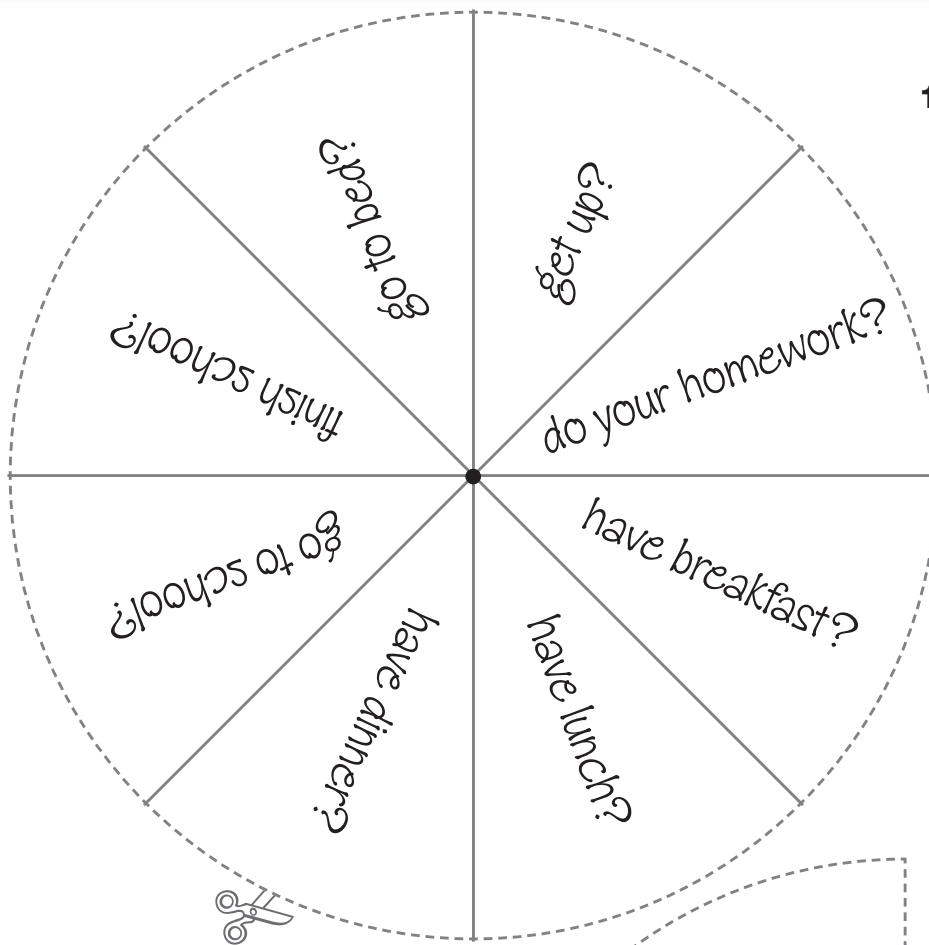 get up?
do your homework?
have breakfast?
have lunch?
have dinner?
go to school?
finish school?
go to bed?